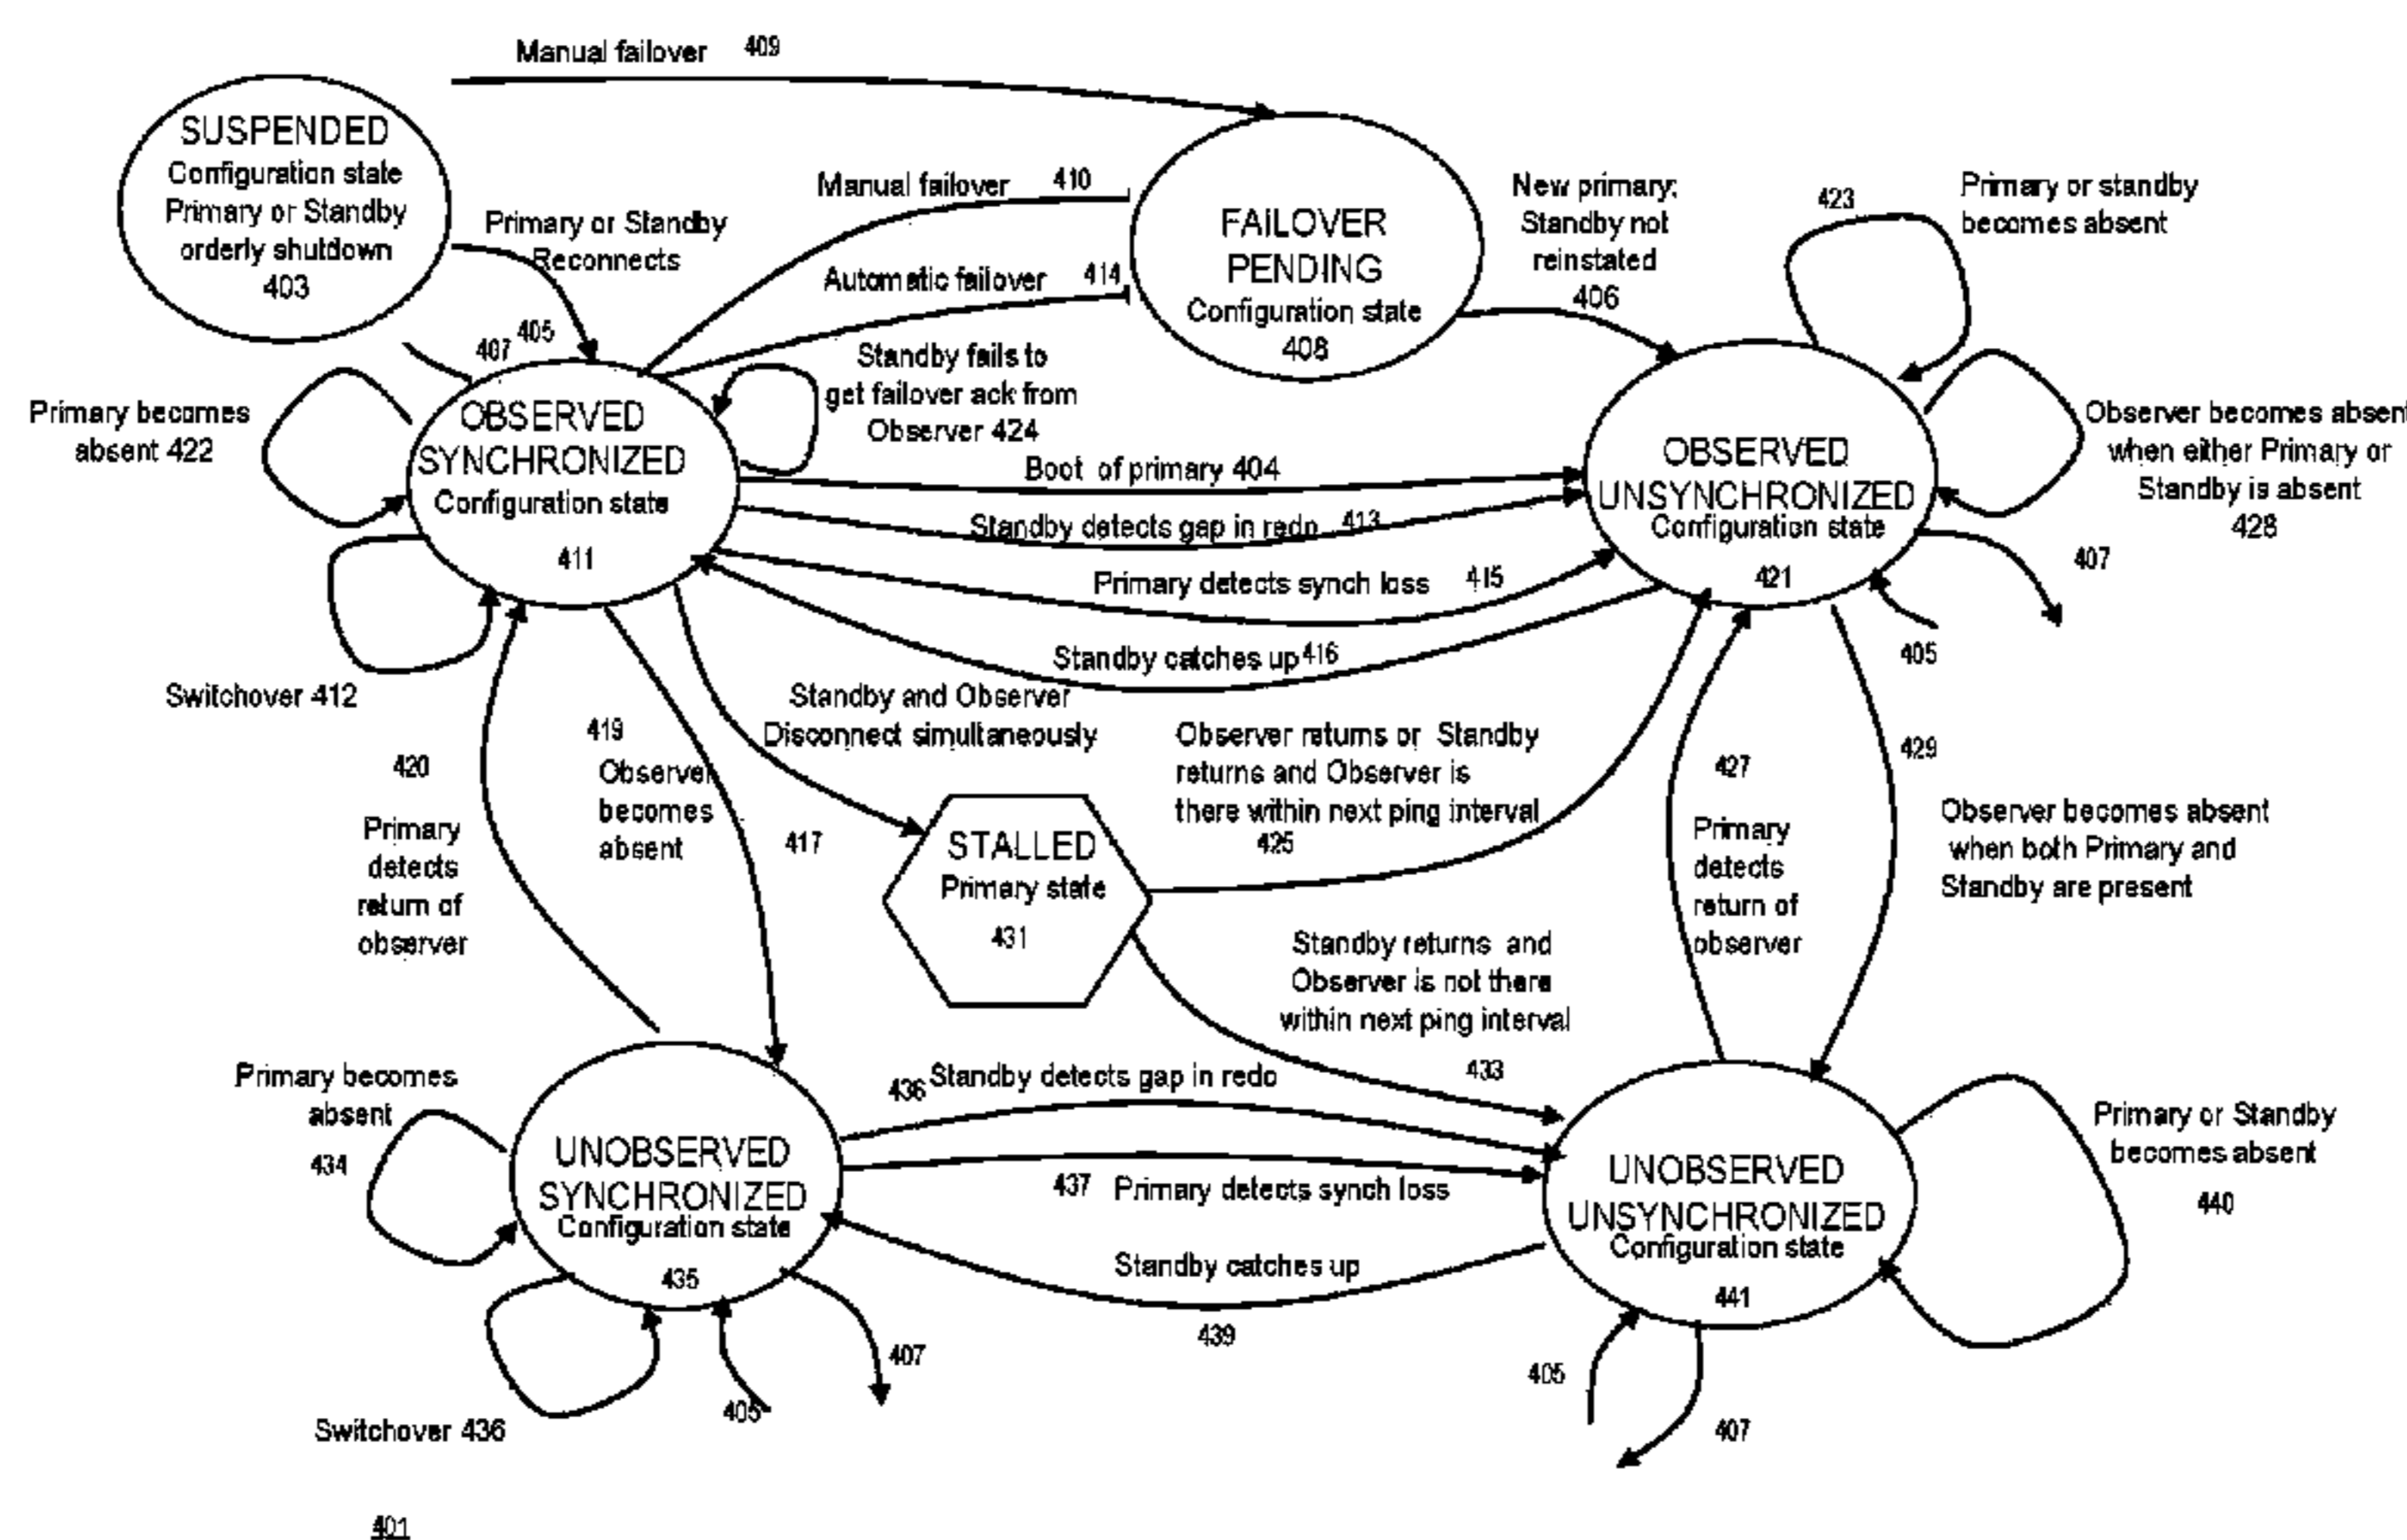 Manual failover 409
SUSPENDED
Configuration state
Primary or Standby
orderly shutdown
403
Primary or Standby
Reconnects
405
407
Manual failover 410
Automatic failover 414
FAILOVER
PENDING
Configuration state
408
New primary;
Standby not
reinstated
406
423
Primary or standby
becomes absent
Primary becomes
absent 422
OBSERVED
SYNCHRONIZED
Configuration state
411
Standby fails to
get failover ack from
Observer 424
Boot of primary 404
Standby detects gap in redo 413
Primary detects synch loss 415
Standby catches up 416
OBSERVED
UNSYNCHRONIZED
Configuration state
421
Observer becomes absent
when either Primary or
Standby is absent
428
407
405
Switchover 412
420
Primary
detects
return of
observer
419
Observer
becomes
absent
Standby and Observer
Disconnect simultaneously
417
Observer returns or Standby
returns and Observer is
there within next ping interval
425
STALLED
Primary state
431
427
Primary
detects
return of
observer
429
Observer becomes absent
when both Primary and
Standby are present
Standby returns and
Observer is not there
within next ping interval
433
Primary becomes
absent
434
UNOBSERVED
SYNCHRONIZED
Configuration state
435
436 Standby detects gap in redo
437 Primary detects synch loss
Standby catches up
439
UNOBSERVED
UNSYNCHRONIZED
Configuration state
441
Primary or Standby
becomes absent
440
Switchover 436
405
407
405
407
401